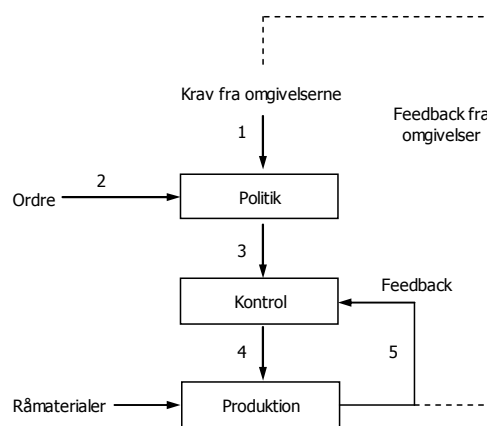 Krav fra omgivelserne
Feedback fra
omgivelser
1
2
Ordre
Politik
3
Feedback
Kontrol
4
5
Råmaterialer
Produktion